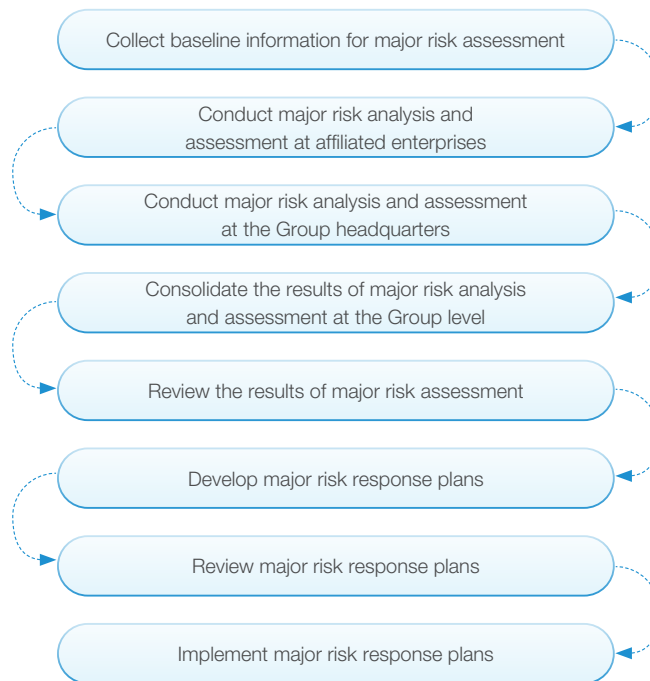 Collect baseline information for major risk assessment
Conduct major risk analysis and
assessment at affiliated enterprises
Conduct major risk analysis and assessment
at the Group headquarters
Consolidate the results of major risk analysis
and assessment at the Group level
Review the results of major risk assessment
Develop major risk response plans
Review major risk response plans
Implement major risk response plans